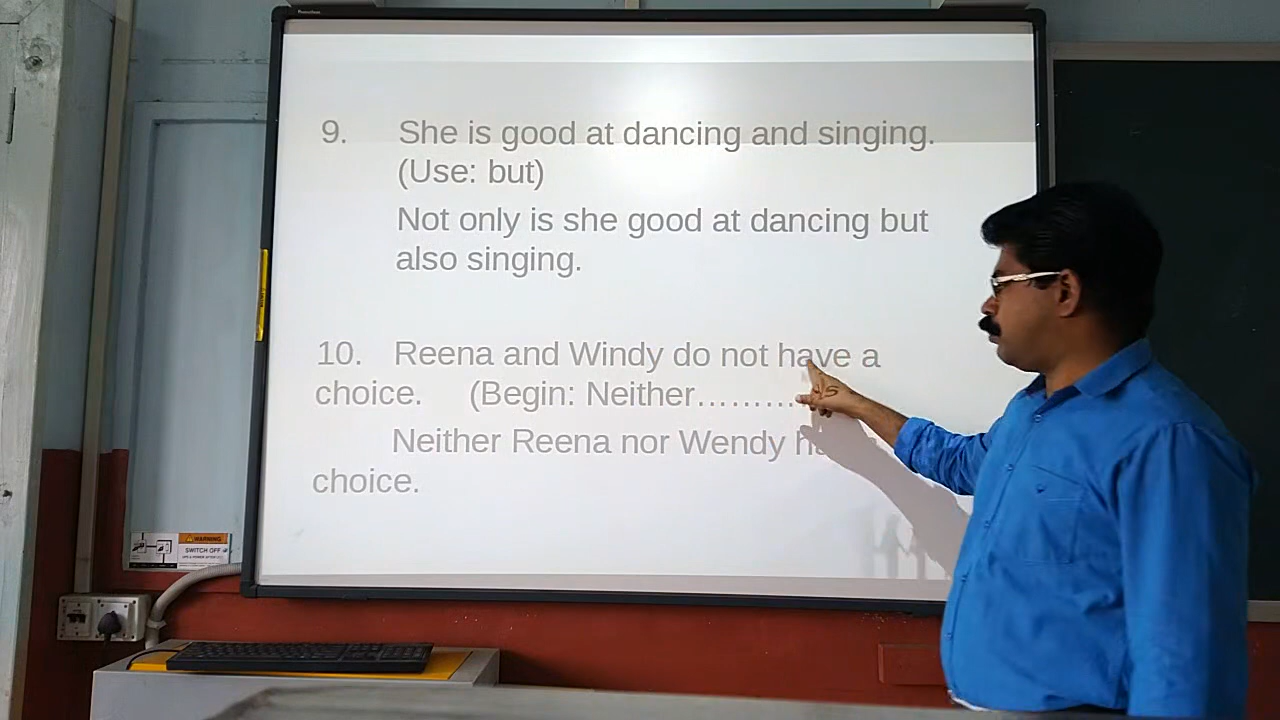 9. She is good at dancing and singing.
(Use: but)
Not only is she good at dancing but
also singing.
10. Reena and Windy do not have a
choice. (Begin: Neither..........
Neither Reena nor Wendy
choice.
WARNING
SWITCH OFF